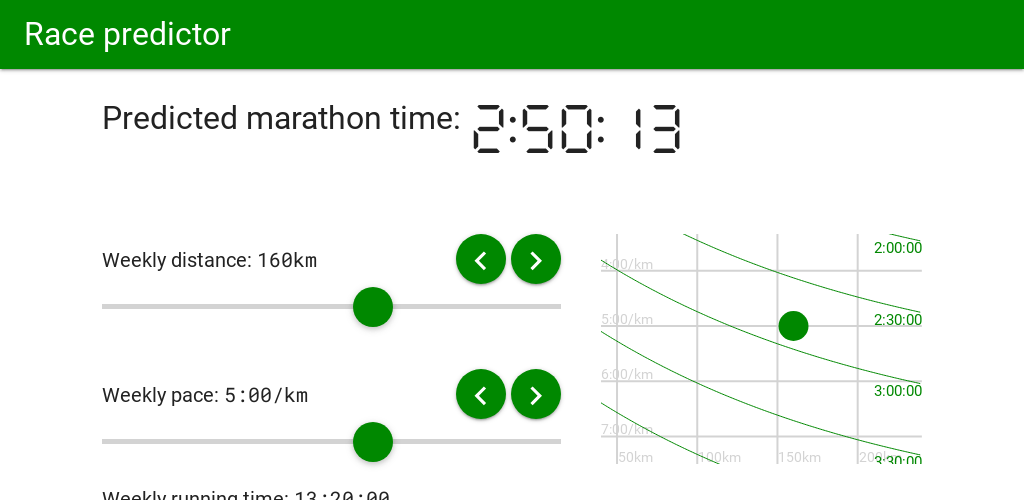 Race predictor
Predicted marathon time: 2:50:13
Weekly distance: 160km
Weekly pace: 5:00/km
Weekly running time: 13:20:00
4:00/km
5:00/km
6:00/km
7:00/km
50km 100km 150km 200km
2:00:00
2:30:00
3:00:00
3:30:00